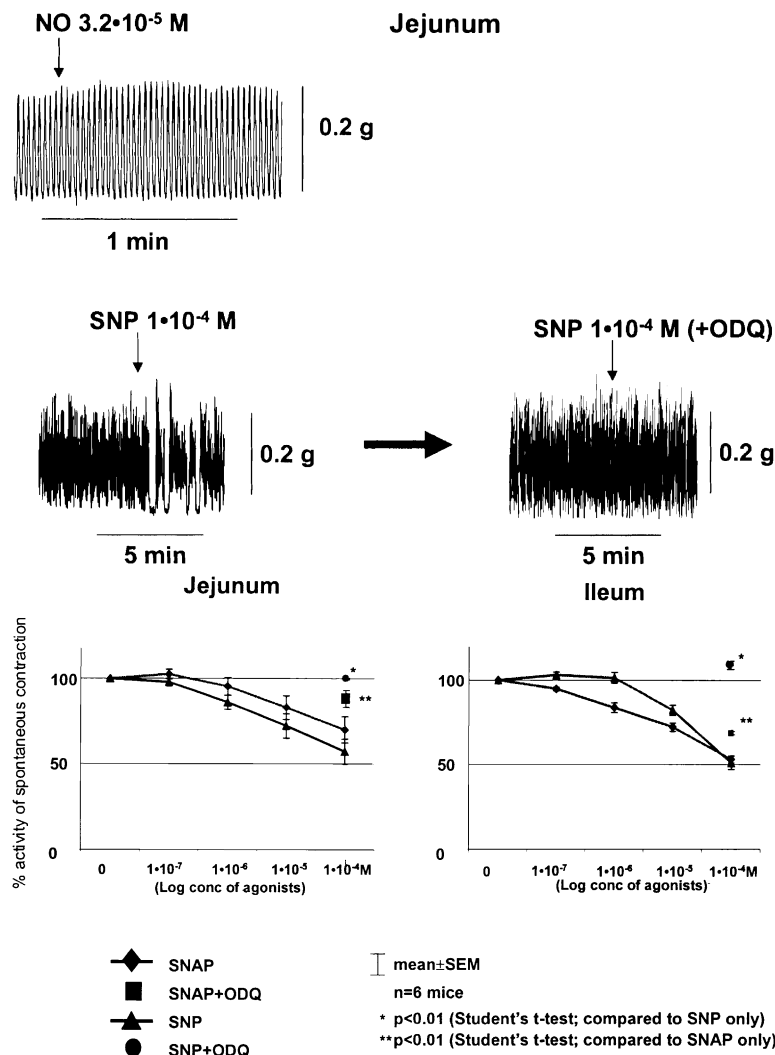 NO 3.2•10-5 M
Jejunum
0.2 g
1 min
SNP 1•10-4 M
SNP 1•10-4 M (+ODQ)
0.2 g
0.2 g
5 min
5 min
Jejunum
Ileum
% activity of spontaneous contraction
100
50
0
*
**
0 1•10-7 1•10-6 1•10-5 1•10-4M
(Log conc of agonists)
100
50
0
*
**
0 1•10-7 1•10-6 1•10-5 1•10-4M
(Log conc of agonists)
SNAP
SNAP+ODQ
SNP
SNP+ODQ
mean±SEM
n=6 mice
* p<0.01 (Student's t-test; compared to SNP only)
**p<0.01 (Student's t-test; compared to SNAP only)